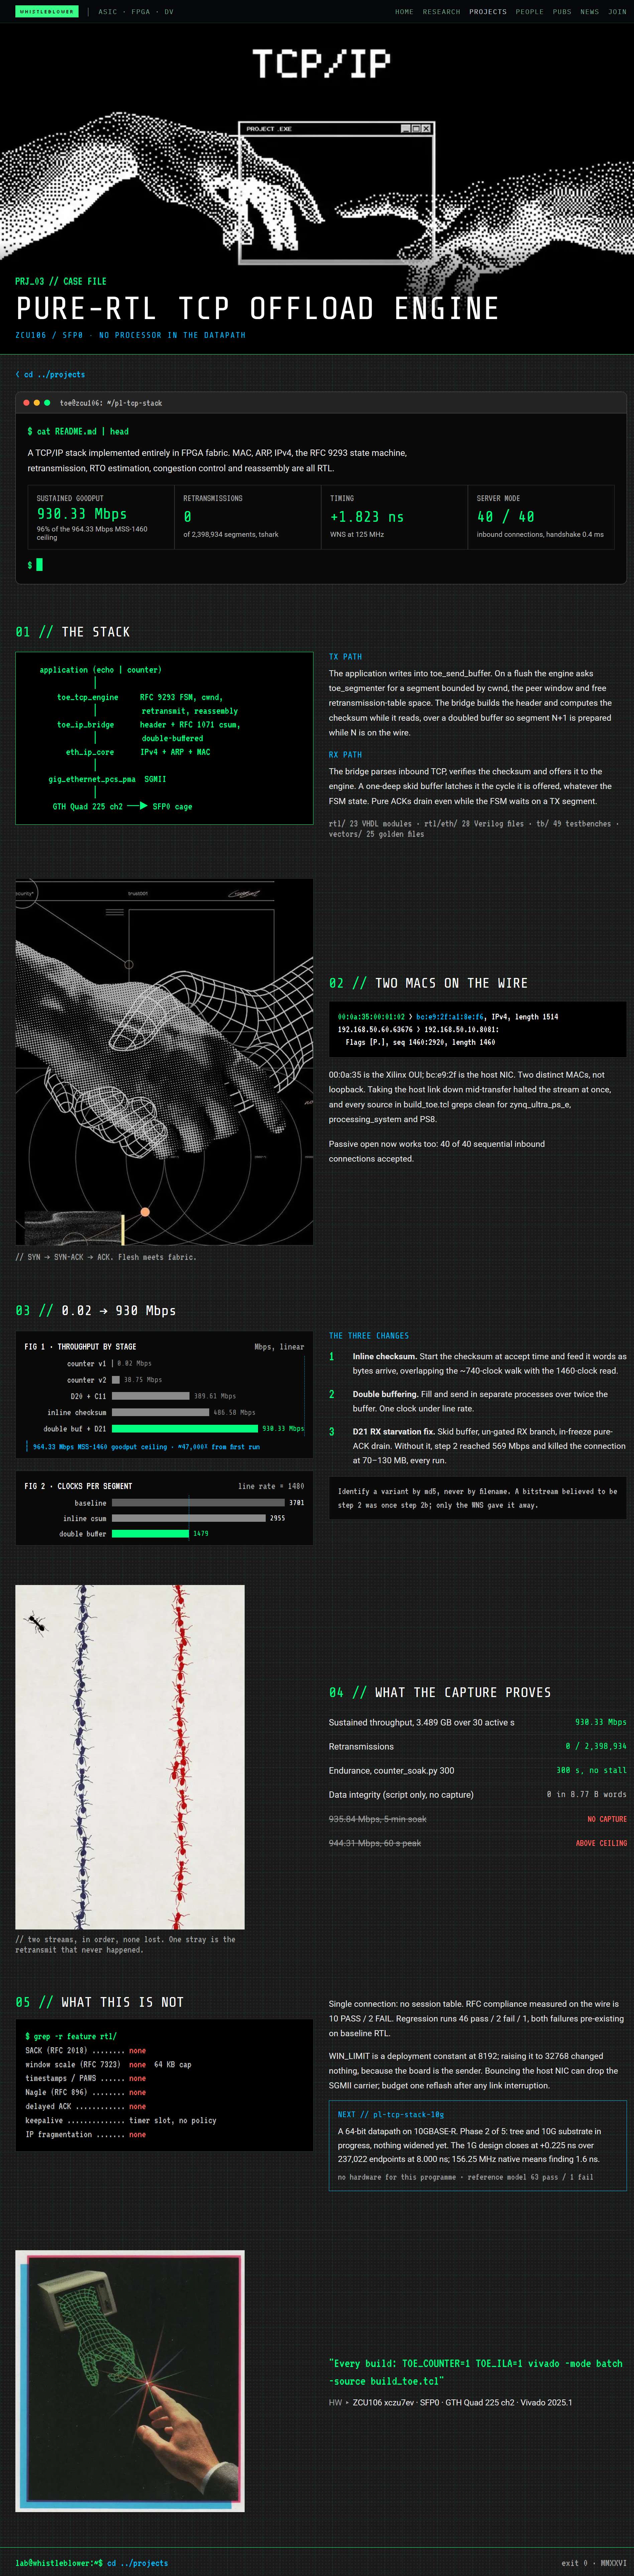 WHISTLEBLOWER
ASIC · FPGA · DV
HOME RESEARCH PROJECTS PEOPLE PUBS NEWS JOIN
TCP/IP
PROJECT .EXE
PRJ_03 // CASE FILE
PURE-RTL TCP OFFLOAD ENGINE
ZCU106 / SFP0 · NO PROCESSOR IN THE DATAPATH
❮ cd ../projects
toe@zcu106: ~/pl-tcp-stack
$ cat README.md | head
A TCP/IP stack implemented entirely in FPGA fabric. MAC, ARP, IPv4, the RFC 9293 state machine,
retransmission, RTO estimation, congestion control and reassembly are all RTL.
SUSTAINED GOODPUT
930.33 Mbps
96% of the 964.33 Mbps MSS-1460
ceiling
RETRANSMISSIONS
0
of 2,398,934 segments, tshark
TIMING
+1.823 ns
WNS at 125 MHz
SERVER MODE
40 / 40
inbound connections, handshake 0.4 ms
$
01 // THE STACK
application (echo | counter)
toe_tcp_engine RFC 9293 FSM, cwnd,
retransmit, reassembly
toe_ip_bridge header + RFC 1071 csum,
double-buffered
eth_ip_core IPv4 + ARP + MAC
gig_ethernet_pcs_pma SGMII
GTH Quad 225 ch2 ──▶ SFP0 cage
TX PATH
The application writes into toe_send_buffer. On a flush the engine asks
toe_segmenter for a segment bounded by cwnd, the peer window and free
retransmission-table space. The bridge builds the header and computes the
checksum while it reads, over a doubled buffer so segment N+1 is prepared
while N is on the wire.
RX PATH
The bridge parses inbound TCP, verifies the checksum and offers it to the
engine. A one-deep skid buffer latches it the cycle it is offered, whatever the
FSM state. Pure ACKs drain even while the FSM waits on a TX segment.
rtl/ 23 VHDL modules · rtl/eth/ 28 Verilog files · tb/ 49 testbenches ·
vectors/ 25 golden files
// SYN → SYN-ACK → ACK. Flesh meets fabric.
02 // TWO MACS ON THE WIRE
00:0a:35:00:01:02 > bc:e9:2f:a1:8e:f6, IPv4, length 1514
192.168.50.60.63676 > 192.168.50.10.8081:
Flags [P.], seq 1460:2920, length 1460
00:0a:35 is the Xilinx OUI; bc:e9:2f is the host NIC. Two distinct MACs, not
loopback. Taking the host link down mid-transfer halted the stream at once,
and every source in build_toe.tcl greps clean for zynq_ultra_ps_e,
processing_system and PS8.
Passive open now works too: 40 of 40 sequential inbound
connections accepted.
03 // 0.02 → 930 Mbps
FIG 1 · THROUGHPUT BY STAGE Mbps, linear
counter v1 0.02 Mbps
counter v2 38.75 Mbps
D20 + C11 389.61 Mbps
inline checksum 486.58 Mbps
double buf + D21 930.33 Mbps
964.33 Mbps MSS-1460 goodput ceiling · ~47,000× from first run
FIG 2 · CLOCKS PER SEGMENT line rate = 1480
baseline 3701
inline csum 2955
double buffer 1479
THE THREE CHANGES
1 Inline checksum. Start the checksum at accept time and feed it words as
bytes arrive, overlapping the ~740-clock walk with the 1460-clock read.
2 Double buffering. Fill and send in separate processes over twice the
buffer. One clock under line rate.
3 D21 RX starvation fix. Skid buffer, un-gated RX branch, in-freeze pure-
ACK drain. Without it, step 2 reached 569 Mbps and killed the connection
at 70–130 MB, every run.
Identify a variant by md5, never by filename. A bitstream believed to be
step 2 was once step 2b; only the WNS gave it away.
// two streams, in order, none lost. One stray is the
retransmit that never happened.
04 // WHAT THE CAPTURE PROVES
Sustained throughput, 3.489 GB over 30 active s 930.33 Mbps
Retransmissions 0 / 2,398,934
Endurance, counter_soak.py 300 300 s, no stall
Data integrity (script only, no capture) 0 in 8.77 B words
935.84 Mbps, 5-min soak NO CAPTURE
944.31 Mbps, 60 s peak ABOVE CEILING
05 // WHAT THIS IS NOT
$ grep -r feature rtl/
SACK (RFC 2018) ........ none
window scale (RFC 7323) none 64 KB cap
timestamps / PAWS ...... none
Nagle (RFC 896) ........ none
delayed ACK ............ none
keepalive .............. timer slot, no policy
IP fragmentation ....... none
Single connection: no session table. RFC compliance measured on the wire is
10 PASS / 2 FAIL. Regression runs 46 pass / 2 fail / 1, both failures pre-existing
on baseline RTL.
WIN_LIMIT is a deployment constant at 8192; raising it to 32768 changed
nothing, because the board is the sender. Bouncing the host NIC can drop the
SGMII carrier; budget one reflash after any link interruption.
NEXT // pl-tcp-stack-10g
A 64-bit datapath on 10GBASE-R. Phase 2 of 5: tree and 10G substrate in
progress, nothing widened yet. The 1G design closes at +0.225 ns over
237,022 endpoints at 8.000 ns; 156.25 MHz native means finding 1.6 ns.
no hardware for this programme · reference model 63 pass / 1 fail
"Every build: TOE_COUNTER=1 TOE_ILA=1 vivado -mode batch
-source build_toe.tcl"
HW ▸ ZCU106 xczu7ev · SFP0 · GTH Quad 225 ch2 · Vivado 2025.1
lab@whistleblower:~$ cd ../projects
exit 0 · MMXXVI